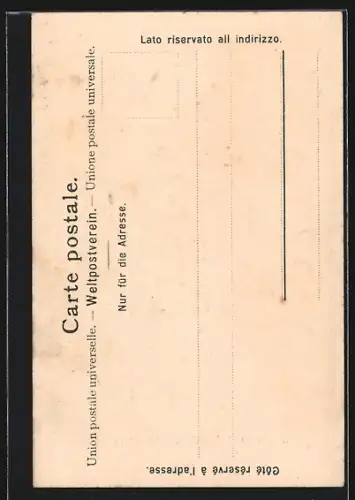 Carte postale.
Union postale universelle. — Weltpostverein. — Unione postale universale.
Nur für die Adresse.
Côté réservé à l'adresse.
Lato riservato all indirizzo.